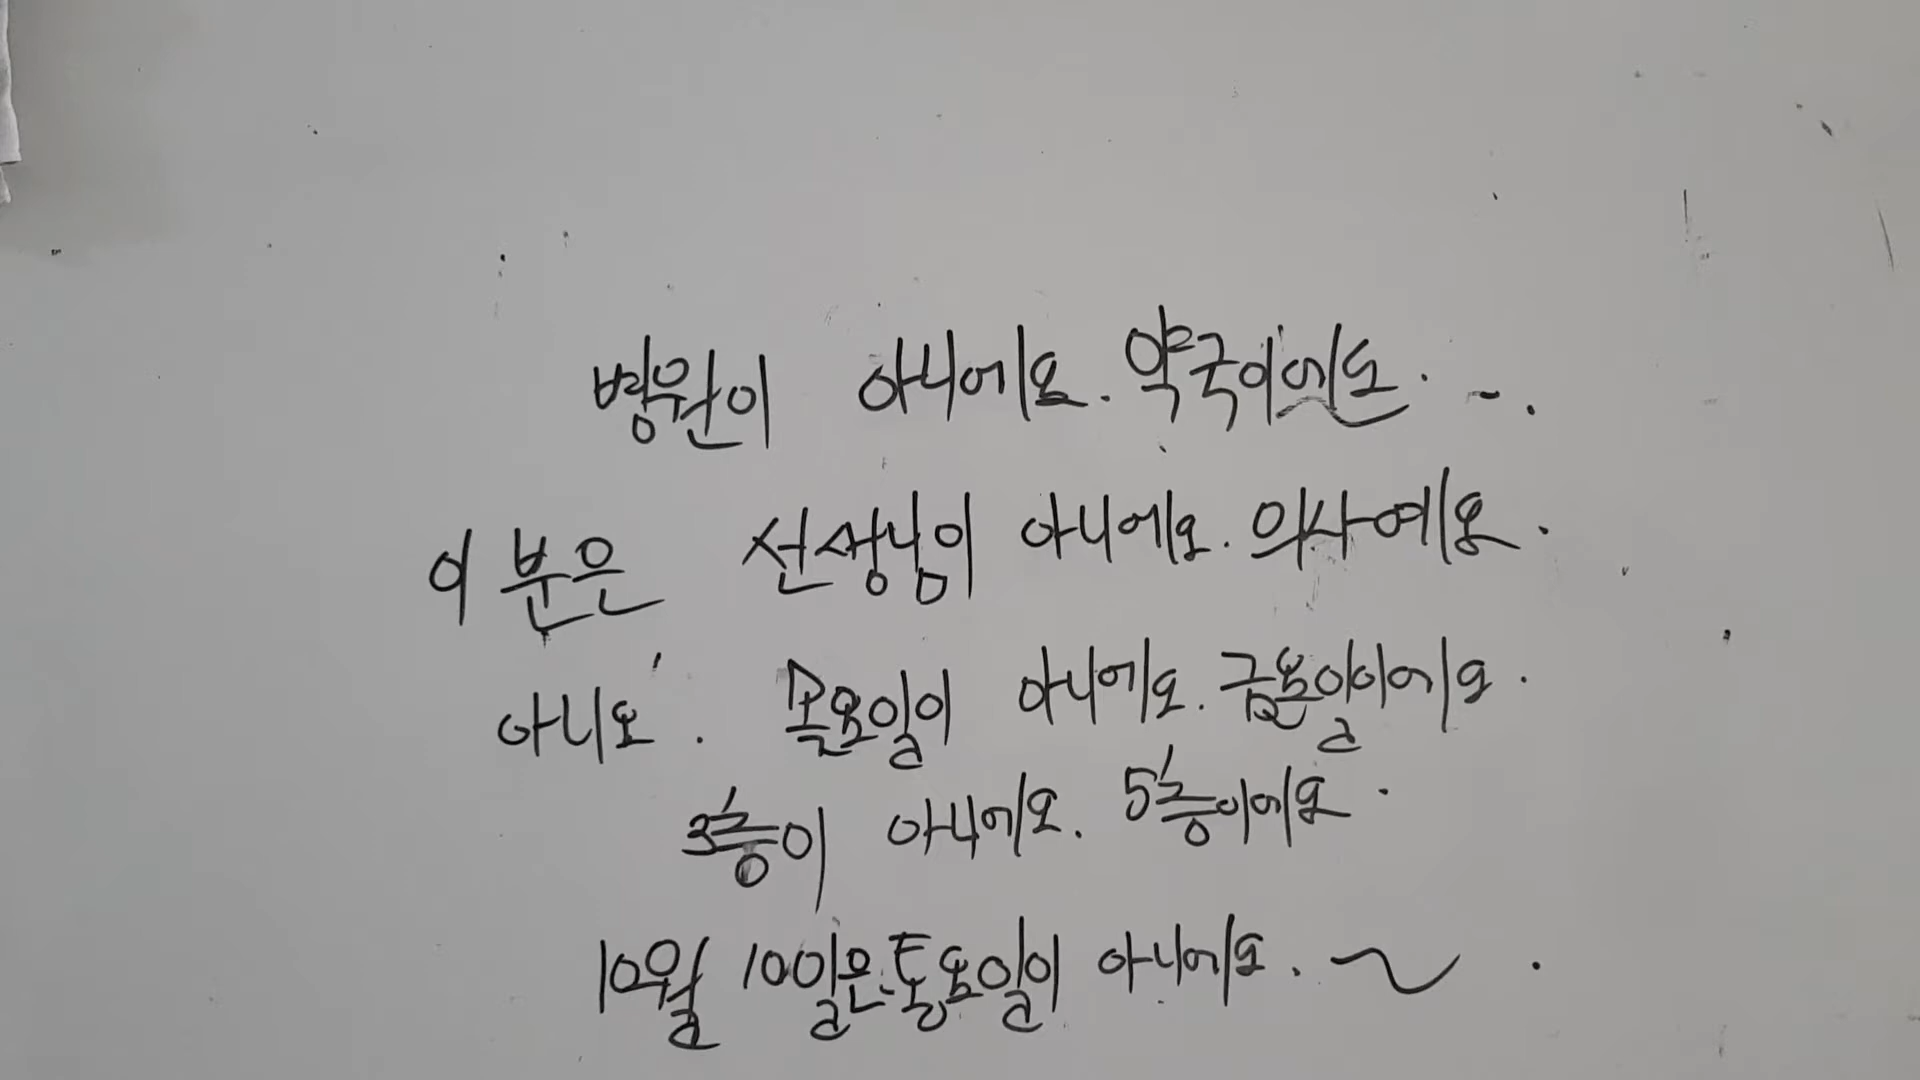 병원이 아니에요. 약국이에요. ~.
이 분은 선생님이 아니에요. 의사예요.
아니요. 목요일이 아니에요. 금요일이에요.
3층이 아니에요. 5층이에요.
10월 10일은 토요일이 아니에요. ~ .